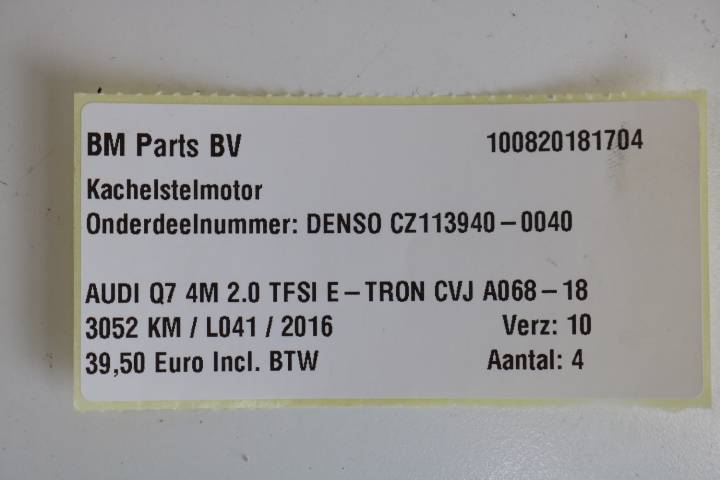 BM Parts BV 100820181704
Kachelstelmotor
Onderdeelnummer: DENSO CZ113940-0040
AUDI Q7 4M 2.0 TFSI E-TRON CVJ A068-18
3052 KM / L041 / 2016 Verz: 10
39,50 Euro Incl. BTW Aantal: 4